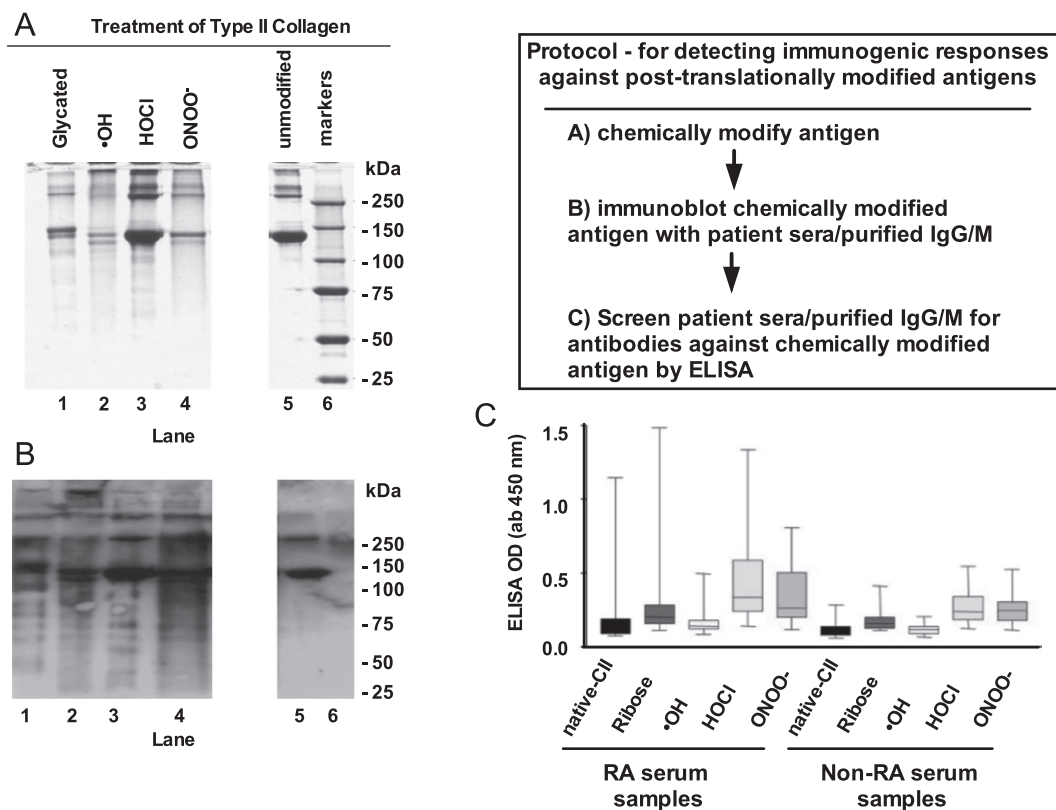 A
Treatment of Type II Collagen
Glycated
•OH
HOCl
ONOO-
unmodified
markers
kDa
- 250
- 150
- 100
- 75
- 50
- 25
1 2 3 4 5 6
Lane
B
kDa
- 250
- 150
- 100
- 75
- 50
- 25
1 2 3 4 5 6
Lane
Protocol - for detecting immunogenic responses
against post-translationally modified antigens
A) chemically modify antigen
B) immunoblot chemically modified
antigen with patient sera/purified IgG/M
C) Screen patient sera/purified IgG/M for
antibodies against chemically modified
antigen by ELISA
C
ELISA OD (ab 450 nm)
1.5
1.0
0.5
0.0
native-CII
Ribose
•OH
HOCl
ONOO-
native-CII
Ribose
•OH
HOCl
ONOO-
RA serum
samples
Non-RA serum
samples